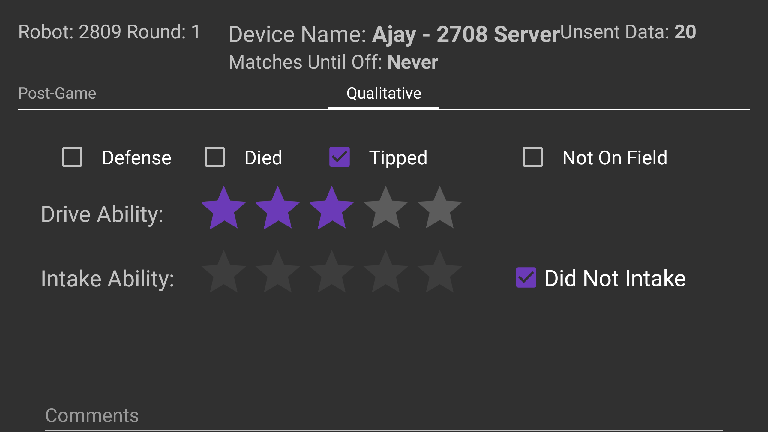 Robot: 2809 Round: 1 Device Name: Ajay - 2708 Server Unsent Data: 20
Matches Until Off: Never
Post-Game Qualitative
Defense Died Tipped Not On Field
Drive Ability:
Intake Ability: Did Not Intake
Comments